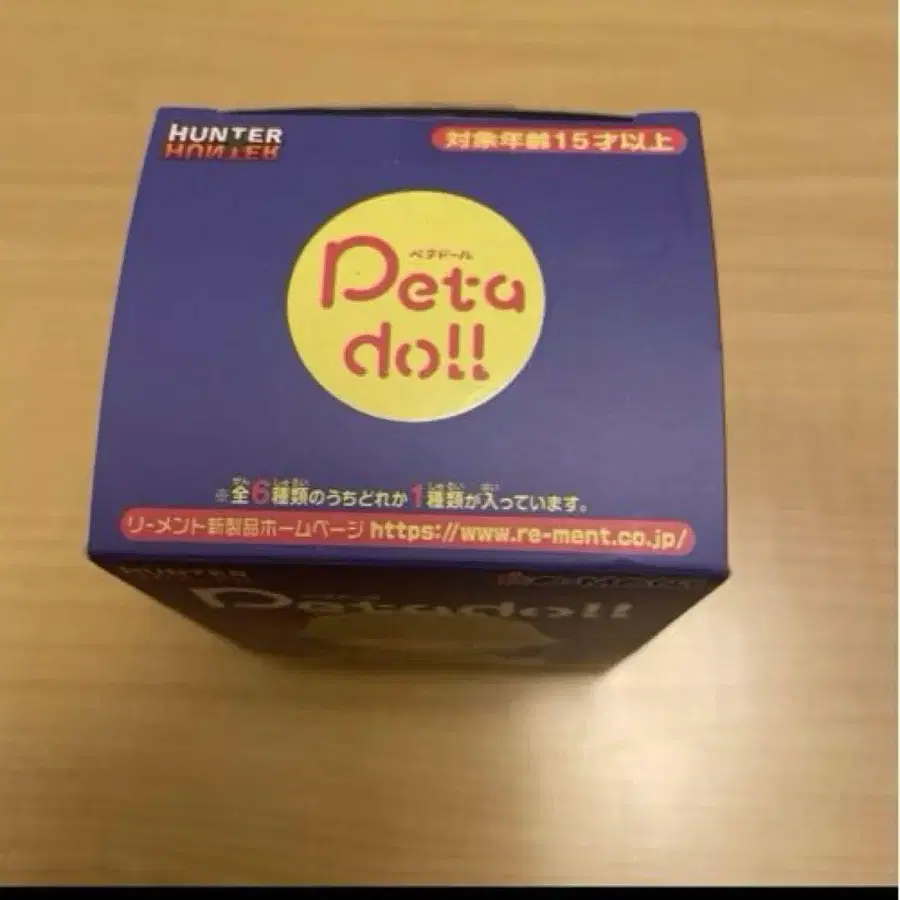 HUNTER
HUNTER
対象年齢15才以上
ペタドール
Peta
do!!
※全6種類のうちどれか1種類が入っています。
リーメント新製品ホームページ https://www.re-ment.co.jp/
HUNTER
Petadoll